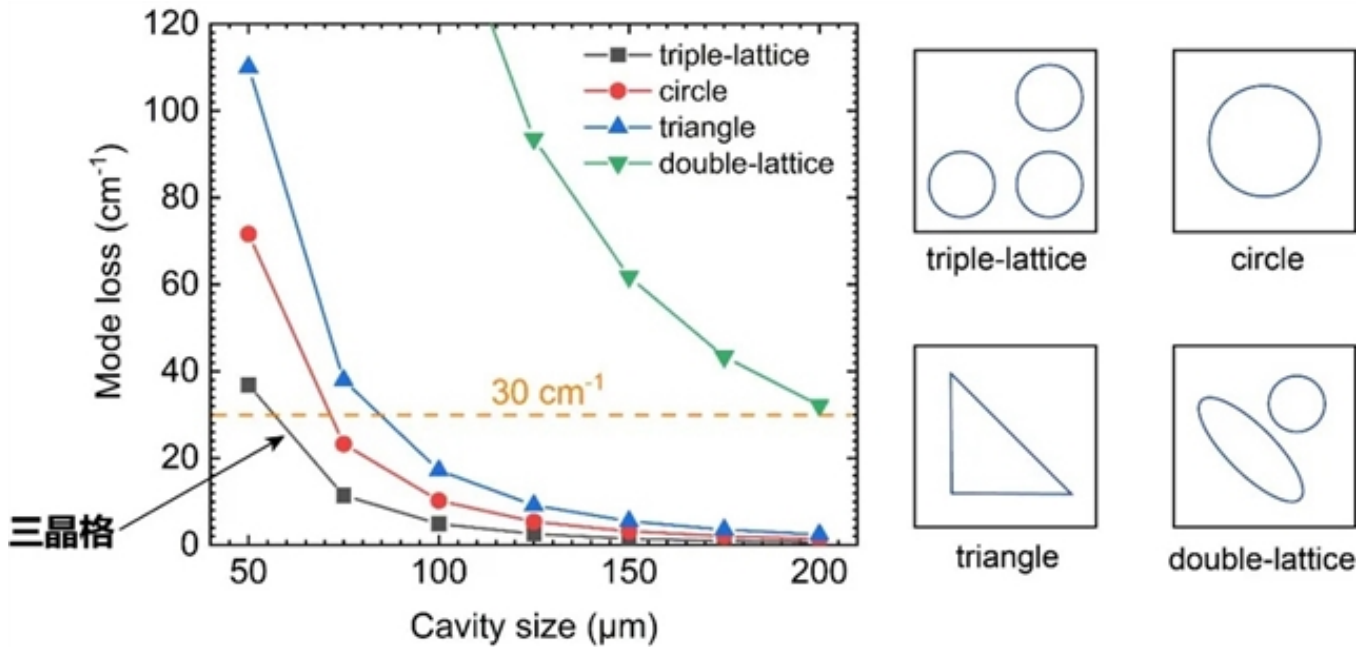 120
100
80
60
40
20
0
Mode loss (cm⁻¹)
triple-lattice
circle
triangle
double-lattice
30 cm⁻¹
三晶格
50
100
150
200
Cavity size (μm)
triple-lattice
circle
triangle
double-lattice